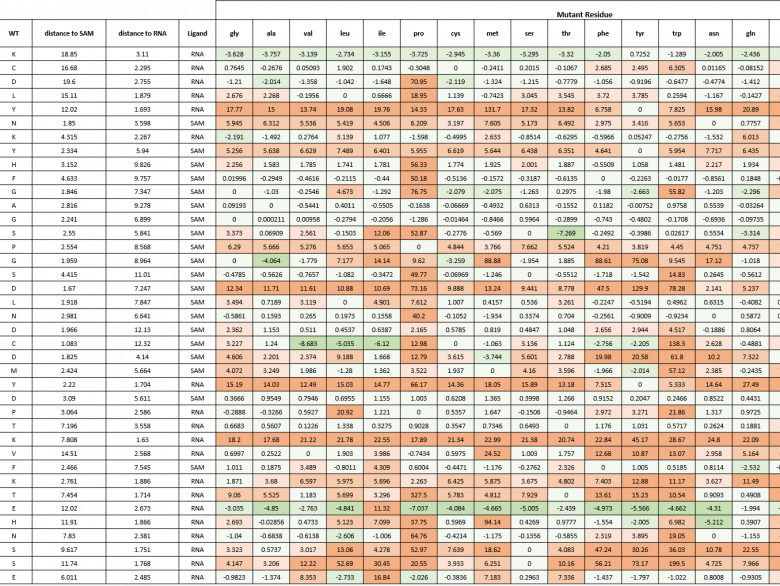 Mutant Residue
WT distance to SAM distance to RNA Ligand gly ala val leu ile pro cys met ser thr phe tyr trp asn gln
K 18.85 3.11 RNA -3.628 -3.757 -3.139 -2.734 -3.155 -3.725 -2.945 -3.36 -3.295 -3.32 -2.05 0.7252 -1.289 -2.005 -2.436
C 16.68 2.295 RNA 0.7645 -0.2676 0.05093 1.902 0.1743 -0.3048 0 -0.2411 0.2015 -0.1067 2.685 2.495 6.305 0.01165 -0.08152
D 19.6 2.755 RNA -1.21 -2.014 -1.358 -1.042 -1.648 70.95 -2.119 -1.324 -1.215 -0.7779 -1.056 -0.9196 -0.6477 -0.4774 -1.412
L 15.11 1.879 RNA 2.676 2.268 -0.1956 0 0.6666 18.95 1.139 -0.7423 3.045 3.545 3.72 3.785 0.2594 -1.167 -0.1427
Y 12.02 1.693 RNA 17.77 15 13.74 19.08 19.76 14.33 17.63 131.7 17.32 13.82 6.758 0 7.825 15.98 20.89
N 1.85 3.598 SAM 5.945 6.312 5.536 5.419 4.506 6.209 3.197 7.605 5.173 6.492 2.975 3.416 5.653 0 0.7757
K 4.315 2.267 RNA -2.191 -1.492 0.2764 3.139 1.077 -1.598 -0.4995 2.633 -0.8514 -0.6295 -0.5966 0.05247 -0.2756 -1.532 6.013
Y 2.334 5.94 SAM 5.256 5.638 6.629 7.489 6.401 5.955 6.619 5.644 6.438 6.351 4.641 0 5.954 7.717 6.435
H 3.152 9.826 SAM 2.256 1.583 1.785 1.741 1.781 56.33 1.774 1.925 2.001 1.887 -0.5509 1.058 1.481 2.217 1.934
F 4.633 9.757 SAM 0.01996 -0.2949 -0.4616 -0.2115 -0.44 50.18 -0.5136 -0.1572 -0.3187 -0.6135 0 -0.2263 -0.0177 -0.8561 0.1848
G 1.846 7.347 SAM 0 -1.03 -0.2546 4.673 -1.292 76.75 -2.079 -2.075 -1.263 0.2975 -1.98 -2.663 55.82 -1.203 -2.296
A 2.816 9.278 SAM 0.09193 0 -0.5441 0.4011 -0.5505 -0.1638 -0.06669 -0.4932 0.6313 -0.1552 0.1182 -0.00752 0.9758 0.5539 -0.03264
G 2.241 6.899 SAM 0 0.000211 0.00958 -0.2794 -0.2056 -1.286 -0.01464 -0.8466 0.5964 -0.2899 -0.743 -0.4802 -0.1708 -0.6936 -0.09735
S 2.55 5.841 SAM 3.373 0.06909 2.561 -0.1503 12.06 52.87 -0.2776 -0.569 0 -7.269 -0.2492 -0.3986 0.02617 0.5534 -3.314
P 2.554 8.568 SAM 6.29 5.666 5.276 5.653 5.065 0 4.844 3.766 7.662 5.524 4.21 3.819 4.45 4.751 4.737
G 1.959 8.964 SAM 0 -4.064 -1.779 7.177 14.14 9.62 -3.259 88.88 -1.954 1.885 88.61 75.08 9.545 17.12 -1.018
S 4.415 11.01 SAM -0.4785 -0.5626 -0.7657 -1.082 -0.3472 49.77 -0.06969 -1.246 0 -0.5512 -1.718 -1.542 14.83 0.2645 -0.5612
D 1.67 7.247 SAM 12.34 11.71 11.61 10.88 10.69 73.16 9.888 13.24 9.441 8.778 47.5 129.9 78.28 2.141 5.237
L 1.918 7.847 SAM 3.494 0.7189 3.119 0 4.901 7.612 1.007 0.4157 0.536 3.261 -0.2247 -0.5194 0.4962 0.6315 -0.4082
N 2.981 6.641 SAM -0.5861 0.1393 0.265 0.1973 0.1558 40.2 -0.1052 -0.1934 0.3374 0.704 -0.2561 -0.9009 -0.9234 0 0.5872
D 1.966 12.13 SAM 2.362 1.153 0.511 0.4537 0.6387 2.165 0.5785 0.819 0.4847 1.048 2.656 2.944 4.517 -0.1886 0.8064
C 1.083 12.32 SAM 3.227 1.24 -8.683 -5.035 -6.12 12.98 0 -1.063 3.136 1.124 -2.756 -2.205 138.3 2.628 -0.4881
D 1.825 4.14 SAM 4.606 2.201 2.374 9.188 1.668 12.79 3.615 -3.744 5.601 2.788 19.98 20.58 61.8 10.2 7.322
M 2.424 5.664 SAM 4.072 3.249 1.986 -1.28 1.362 3.522 1.937 0 4.16 3.596 -1.966 -2.014 57.12 2.385 -0.2435
Y 2.22 1.704 RNA 15.19 14.03 12.49 15.03 14.77 66.17 14.36 18.05 15.89 13.18 7.515 0 5.333 14.64 27.49
D 3.09 5.611 SAM 0.3666 0.9549 0.7946 0.6955 1.155 1.003 0.6208 1.365 0.3998 1.266 0.9152 0.2047 0.2466 0.8522 0.4431
P 3.064 2.586 RNA -0.2888 -0.3266 0.5927 20.92 1.221 0 0.5357 1.647 -0.1506 -0.9464 2.972 3.271 21.86 1.317 0.9725
T 7.196 3.558 RNA 0.6683 0.5607 0.1226 1.338 0.3275 0.9028 0.3547 0.7346 0.6493 0 1.176 1.031 0.5717 0.2624 0.1881
K 7.808 1.63 RNA 18.2 17.68 21.22 21.78 22.55 17.89 21.34 22.99 21.38 20.74 22.84 45.17 28.67 24.8 22.09
V 14.51 2.568 RNA 0.6997 0.2522 0 1.903 3.986 -0.7434 0.5975 24.52 1.003 1.757 12.68 10.87 13.07 2.958 5.164
F 2.466 7.545 SAM 1.011 0.1875 3.489 -0.8011 4.309 0.6004 -0.4471 -1.176 -0.2762 2.326 0 1.005 0.5185 0.8114 -2.532
K 2.761 1.886 RNA 1.871 3.68 6.597 5.975 5.696 2.263 6.425 5.875 3.675 4.802 7.403 12.88 11.17 3.627 11.49
T 7.454 1.714 RNA 9.06 5.525 1.183 5.699 3.296 327.5 5.783 4.812 7.929 0 13.61 15.23 10.54 0.9093 0.4908
E 12.02 2.673 RNA -3.035 -4.85 -2.763 -4.841 11.32 -7.037 -4.084 -4.665 -5.005 -2.439 -4.973 -5.566 -4.662 -4.31 -1.994
H 11.91 1.866 RNA 2.693 -0.02856 0.4733 5.123 7.099 37.75 0.5969 94.14 0.4269 0.9777 -1.554 -2.005 6.982 -5.212 0.3907
N 7.83 2.381 RNA -1.04 -0.6838 -0.6138 -2.606 -1.006 64.76 -0.4214 -1.175 -0.1356 -0.5855 2.319 3.895 19.05 0 -1.153
S 9.617 1.751 RNA 3.323 0.5737 3.017 13.06 4.278 52.97 7.639 18.62 0 4.083 47.24 30.26 36.03 10.78 22.55
S 11.74 1.768 RNA 4.147 3.206 12.22 52.69 30.45 20.55 3.933 6.251 0 10.16 56.21 73.17 199.5 4.725 7.966
E 6.011 2.485 RNA -0.9823 -1.374 8.353 -2.733 16.84 -2.026 -0.3836 7.183 0.2976 7.336 -1.437 -1.797 -1.022 0.8008 -0.9305